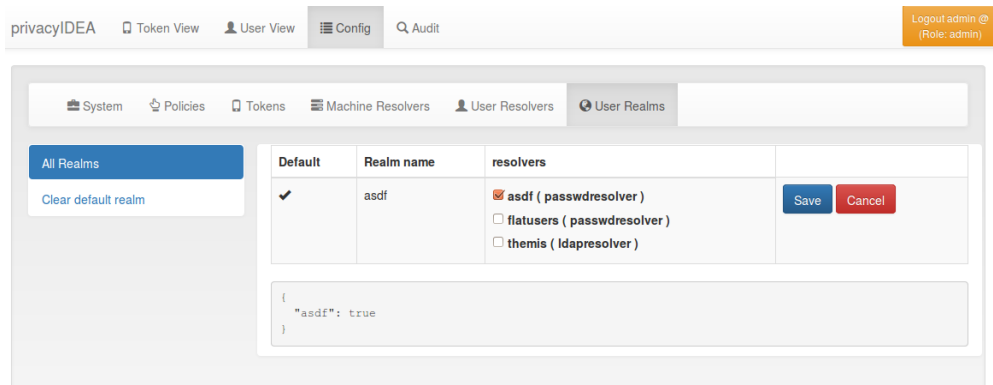 privacyIDEA Token View User View Config Audit Logout admin @
(Role: admin)
System Policies Tokens Machine Resolvers User Resolvers User Realms
All Realms
Clear default realm
Default Realm name resolvers
asdf asdf ( passwdresolver ) Save Cancel
flatusers ( passwdresolver )
themis ( ldapresolver )
{
"asdf": true
}